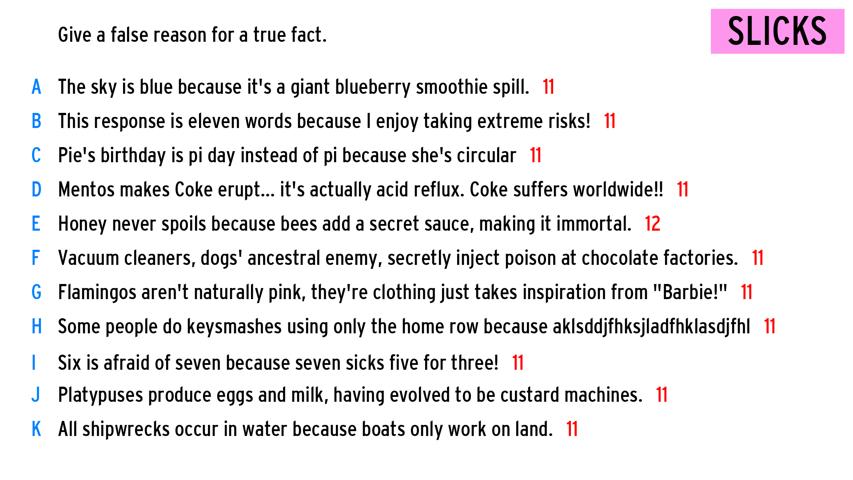 Give a false reason for a true fact.
SLICKS
A The sky is blue because it's a giant blueberry smoothie spill. 11
B This response is eleven words because I enjoy taking extreme risks! 11
C Pie's birthday is pi day instead of pi because she's circular 11
D Mentos makes Coke erupt... it's actually acid reflux. Coke suffers worldwide!! 11
E Honey never spoils because bees add a secret sauce, making it immortal. 12
F Vacuum cleaners, dogs' ancestral enemy, secretly inject poison at chocolate factories. 11
G Flamingos aren't naturally pink, they're clothing just takes inspiration from "Barbie!" 11
H Some people do keysmashes using only the home row because aklsddjfhksjladfhklasdjfhl 11
I Six is afraid of seven because seven sicks five for three! 11
J Platypuses produce eggs and milk, having evolved to be custard machines. 11
K All shipwrecks occur in water because boats only work on land. 11